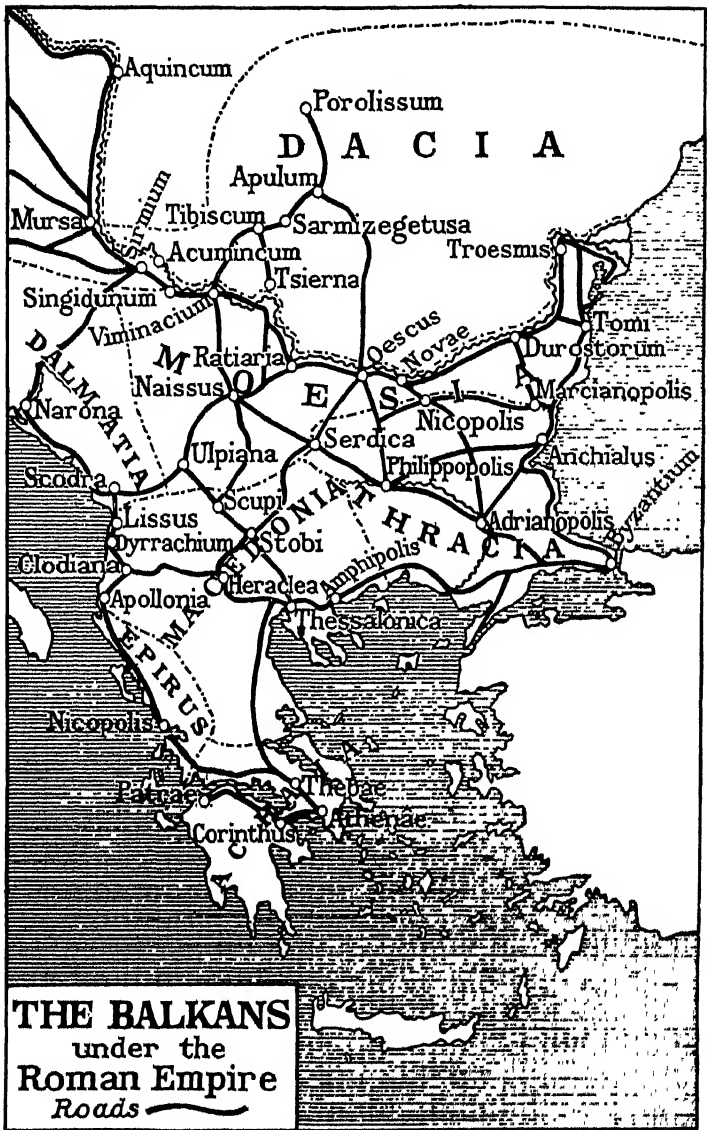 Aquincum
Porolissum
DACIA
Apulum
Sirmium
Mursa
Tibiscum
Sarmizegetusa
Acumincum
Troesmis
Tsierna
Singidunum
Viminacium
Tomi
Oescus
Novae
Durostorum
DALMATIA
MOESIA
Ratiaria
Naissus
Marcianopolis
Narona
Nicopolis
Serdica
Ulpiana
Philippopolis
Anchialus
Byzantium
Scodra
Scupi
MACEDONIA
THRACIA
Lissus
Adrianopolis
Dyrrachium
Stobi
Clodiana
Heraclea
Amphipolis
Apollonia
Thessalonica
EPIRUS
Nicopolis
ACHAIA
Patrae
Thebae
Athenae
Corinthus
THE BALKANS
under the
Roman Empire
Roads